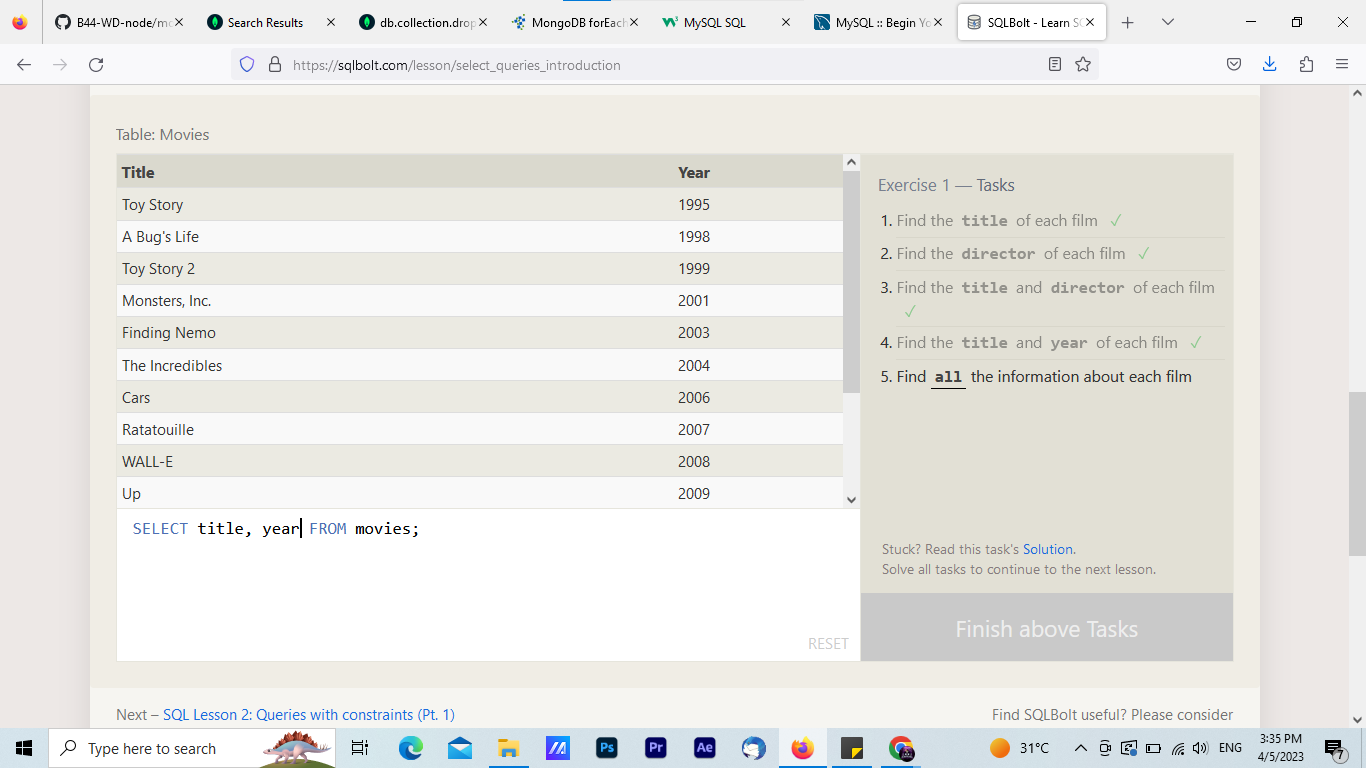 B44-WD-node/mo
Search Results
db.collection.drop
MongoDB forEach
MySQL SQL
MySQL :: Begin Yo
SQLBolt - Learn SQ
https://sqlbolt.com/lesson/select_queries_introduction
Table: Movies
Title Year
Toy Story 1995
A Bug's Life 1998
Toy Story 2 1999
Monsters, Inc. 2001
Finding Nemo 2003
The Incredibles 2004
Cars 2006
Ratatouille 2007
WALL-E 2008
Up 2009
SELECT title, year FROM movies;
RESET
Exercise 1 — Tasks
1. Find the title of each film ✓
2. Find the director of each film ✓
3. Find the title and director of each film
✓
4. Find the title and year of each film ✓
5. Find all the information about each film
Stuck? Read this task's Solution.
Solve all tasks to continue to the next lesson.
Finish above Tasks
Next – SQL Lesson 2: Queries with constraints (Pt. 1)
Find SQLBolt useful? Please consider
Type here to search
Ps
Pr
Ae
31°C
ENG
3:35 PM
4/5/2023
7